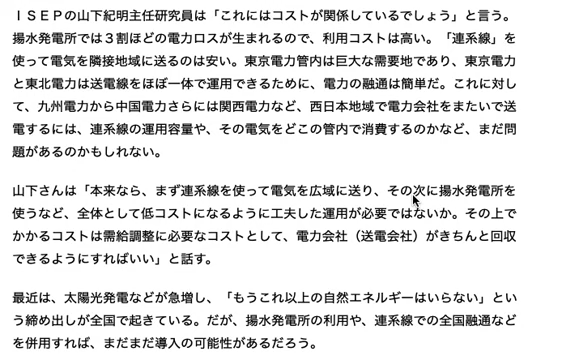 ＩＳＥＰの山下紀明主任研究員は「これにはコストが関係しているでしょう」と言う。
揚水発電所では３割ほどの電力ロスが生まれるので、利用コストは高い。「連系線」を
使って電気を隣接地域に送るのは安い。東京電力管内は巨大な需要地であり、東京電力
と東北電力は送電線をほぼ一体で運用できるために、電力の融通は簡単だ。これに対し
て、九州電力から中国電力さらには関西電力など、西日本地域で電力会社をまたいで送
電するには、連系線の運用容量や、その電気をどこの管内で消費するのかなど、まだ問
題があるのかもしれない。
山下さんは「本来なら、まず連系線を使って電気を広域に送り、その次に揚水発電所を
使うなど、全体として低コストになるように工夫した運用が必要ではないか。その上で
かかるコストは需給調整に必要なコストとして、電力会社（送電会社）がきちんと回収
できるようにすればいい」と話す。
最近は、太陽光発電などが急増し、「もうこれ以上の自然エネルギーはいらない」とい
う締め出しが全国で起きている。だが、揚水発電所の利用や、連系線での全国融通など
を併用すれば、まだまだ導入の可能性があるだろう。